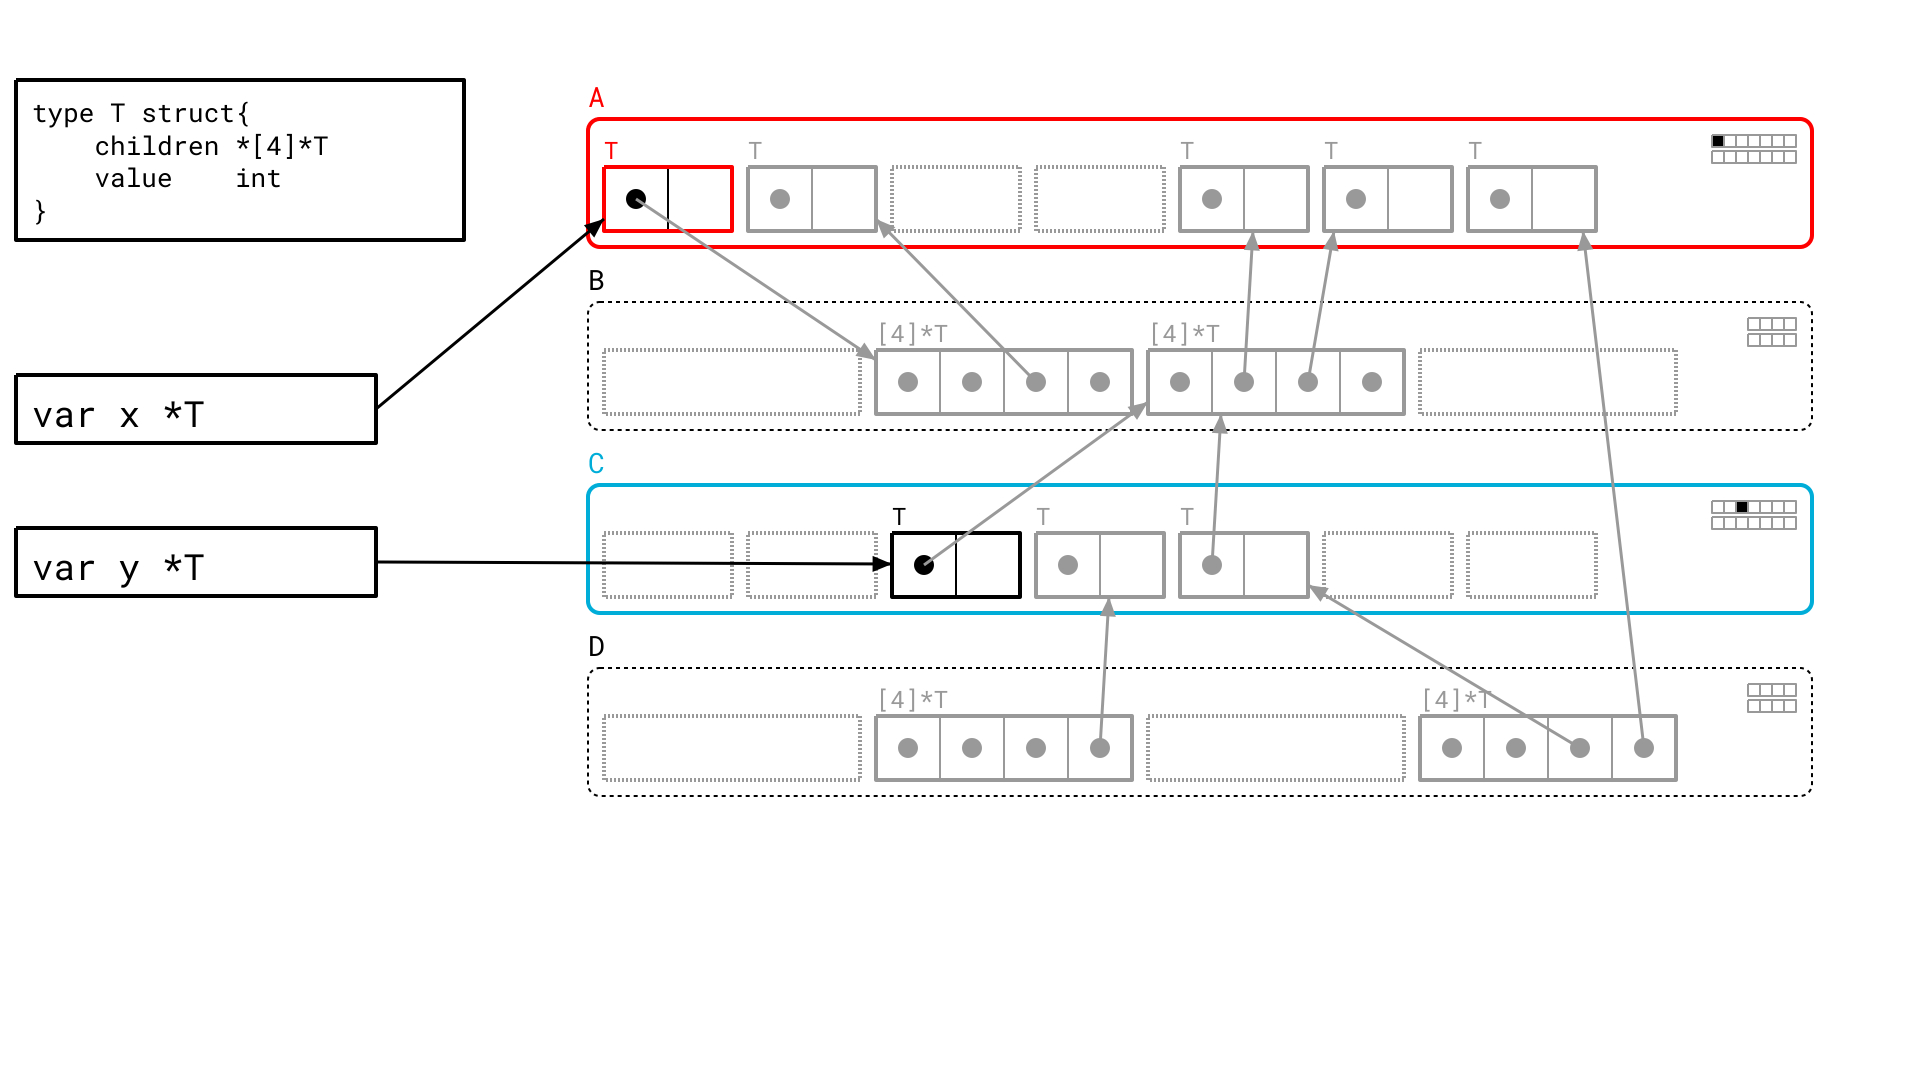 type T struct{
    children *[4]*T
    value    int
}
var x *T
var y *T
A
T T T T T
B
[4]*T [4]*T
C
T T T
D
[4]*T [4]*T